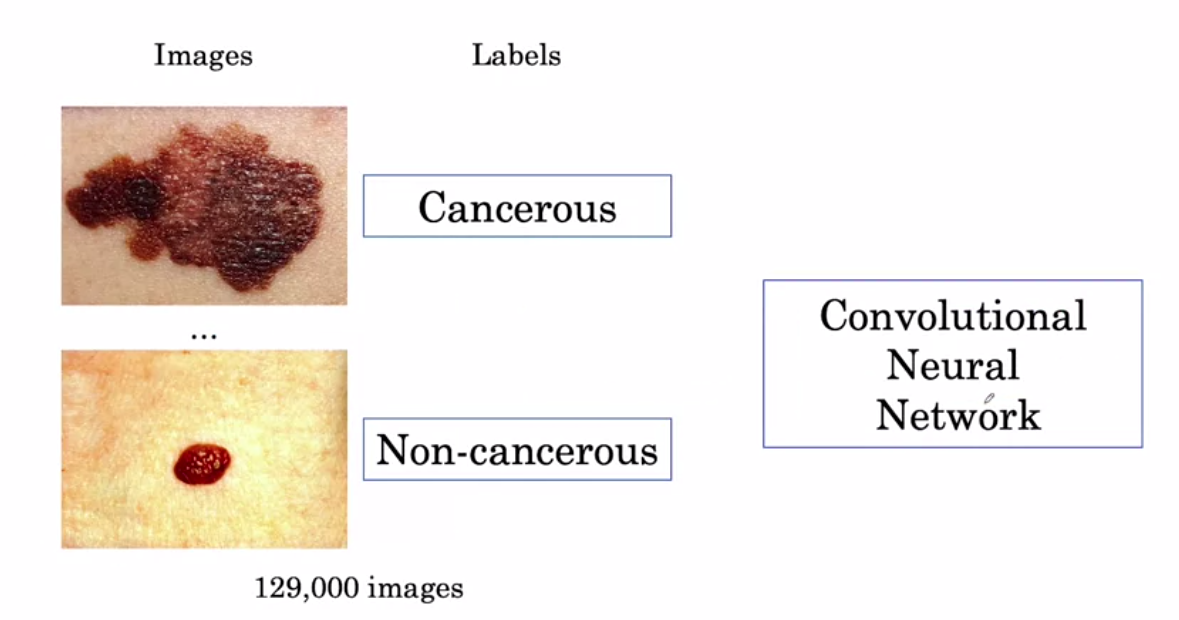 Images
Labels
Cancerous
...
Non-cancerous
129,000 images
Convolutional
Neural
Network